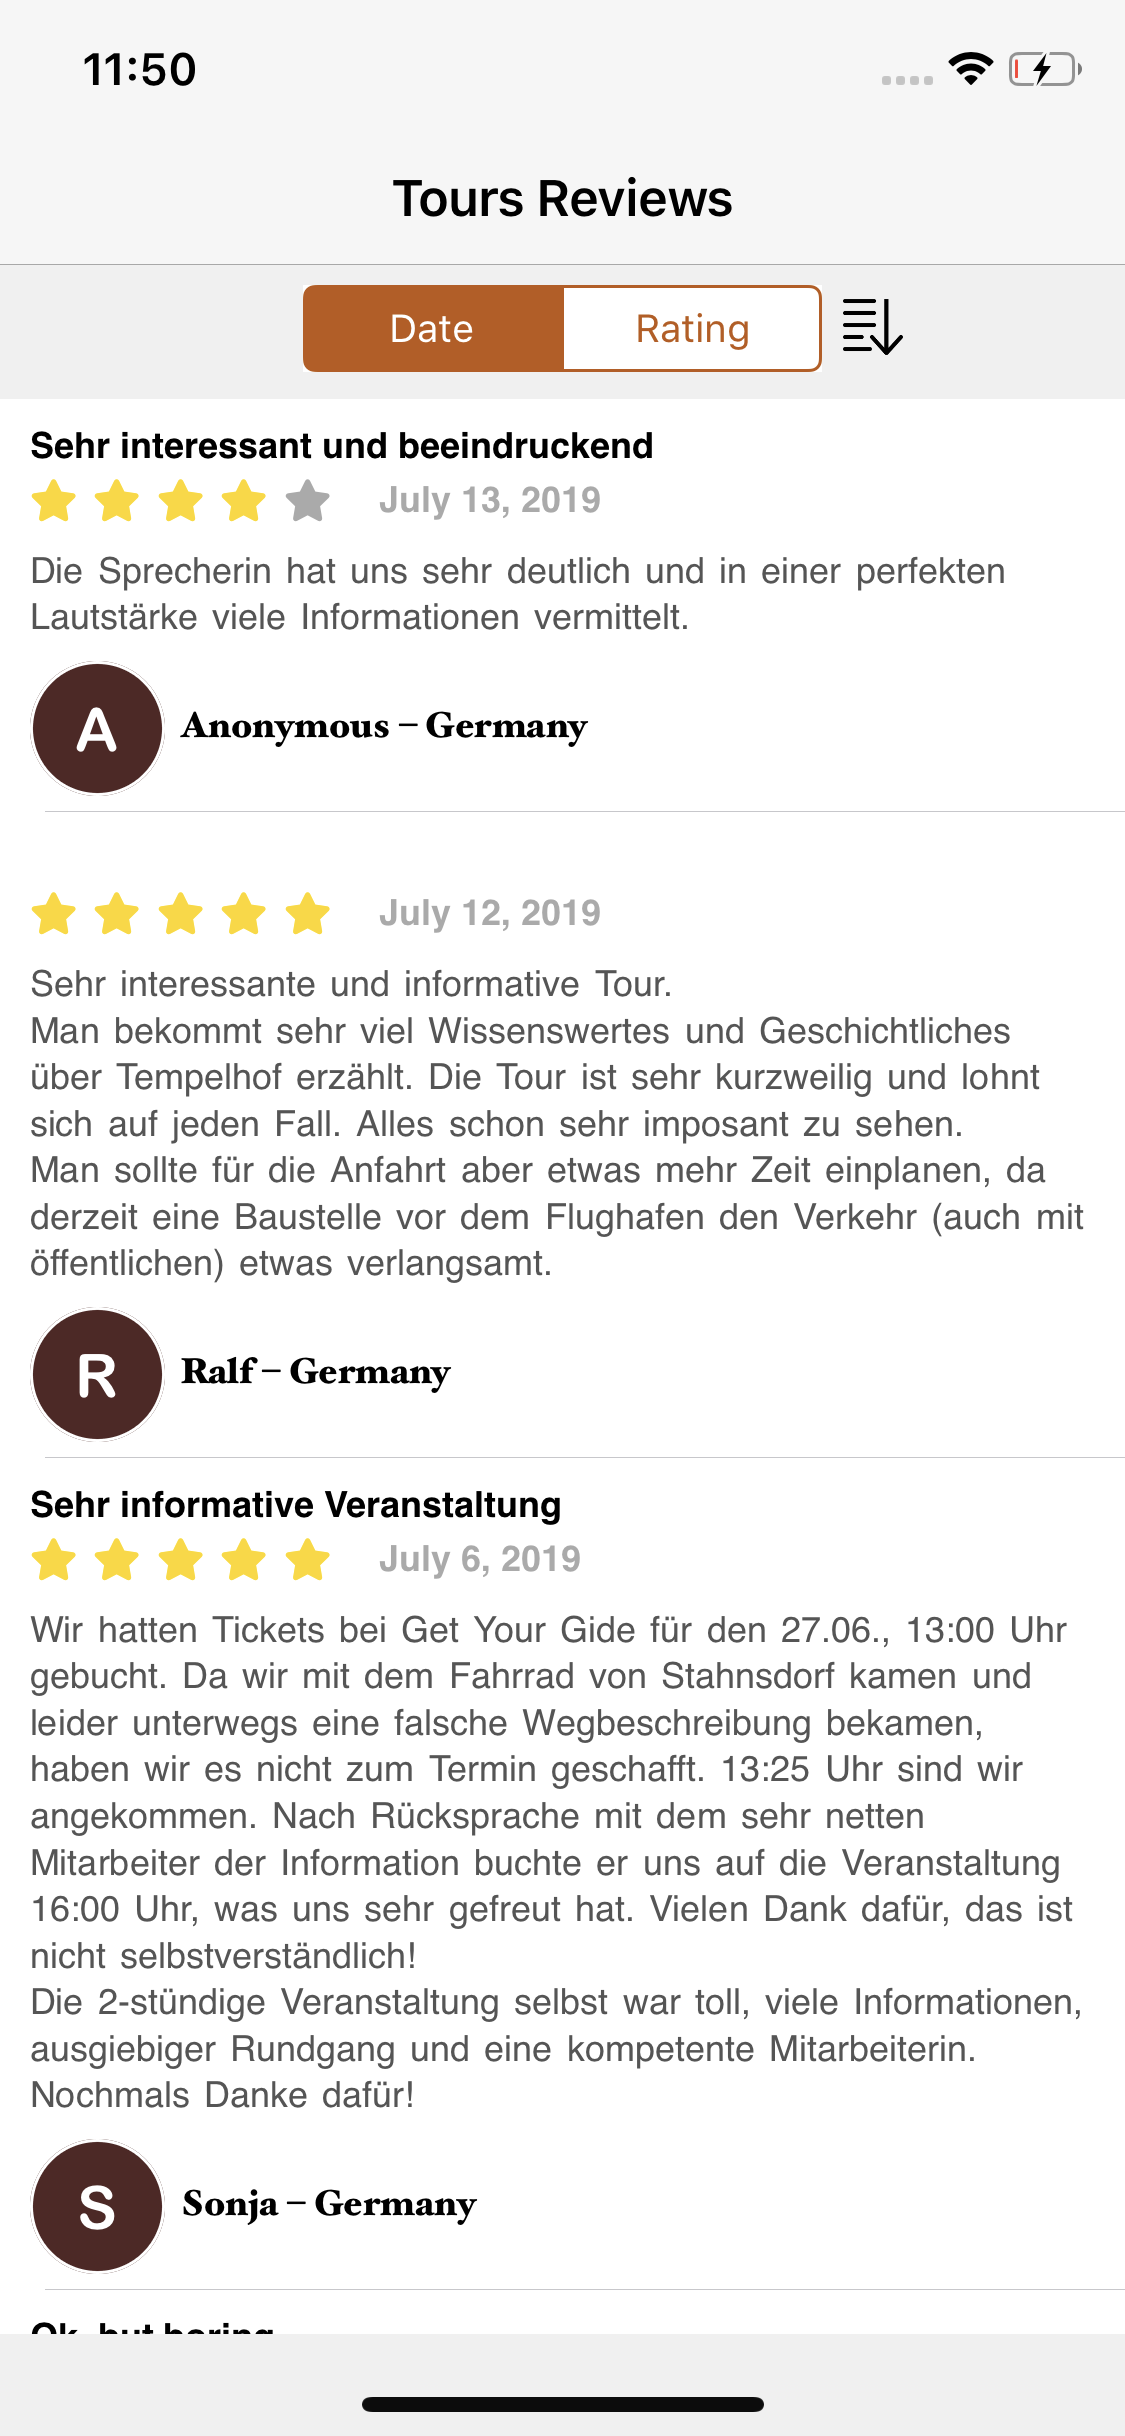 11:50
Tours Reviews
Date
Rating
Sehr interessant und beeindruckend
July 13, 2019
Die Sprecherin hat uns sehr deutlich und in einer perfekten
Lautstärke viele Informationen vermittelt.
A
Anonymous – Germany
July 12, 2019
Sehr interessante und informative Tour.
Man bekommt sehr viel Wissenswertes und Geschichtliches
über Tempelhof erzählt. Die Tour ist sehr kurzweilig und lohnt
sich auf jeden Fall. Alles schon sehr imposant zu sehen.
Man sollte für die Anfahrt aber etwas mehr Zeit einplanen, da
derzeit eine Baustelle vor dem Flughafen den Verkehr (auch mit
öffentlichen) etwas verlangsamt.
R
Ralf – Germany
Sehr informative Veranstaltung
July 6, 2019
Wir hatten Tickets bei Get Your Gide für den 27.06., 13:00 Uhr
gebucht. Da wir mit dem Fahrrad von Stahnsdorf kamen und
leider unterwegs eine falsche Wegbeschreibung bekamen,
haben wir es nicht zum Termin geschafft. 13:25 Uhr sind wir
angekommen. Nach Rücksprache mit dem sehr netten
Mitarbeiter der Information buchte er uns auf die Veranstaltung
16:00 Uhr, was uns sehr gefreut hat. Vielen Dank dafür, das ist
nicht selbstverständlich!
Die 2-stündige Veranstaltung selbst war toll, viele Informationen,
ausgiebiger Rundgang und eine kompetente Mitarbeiterin.
Nochmals Danke dafür!
S
Sonja – Germany
Ok, but boring